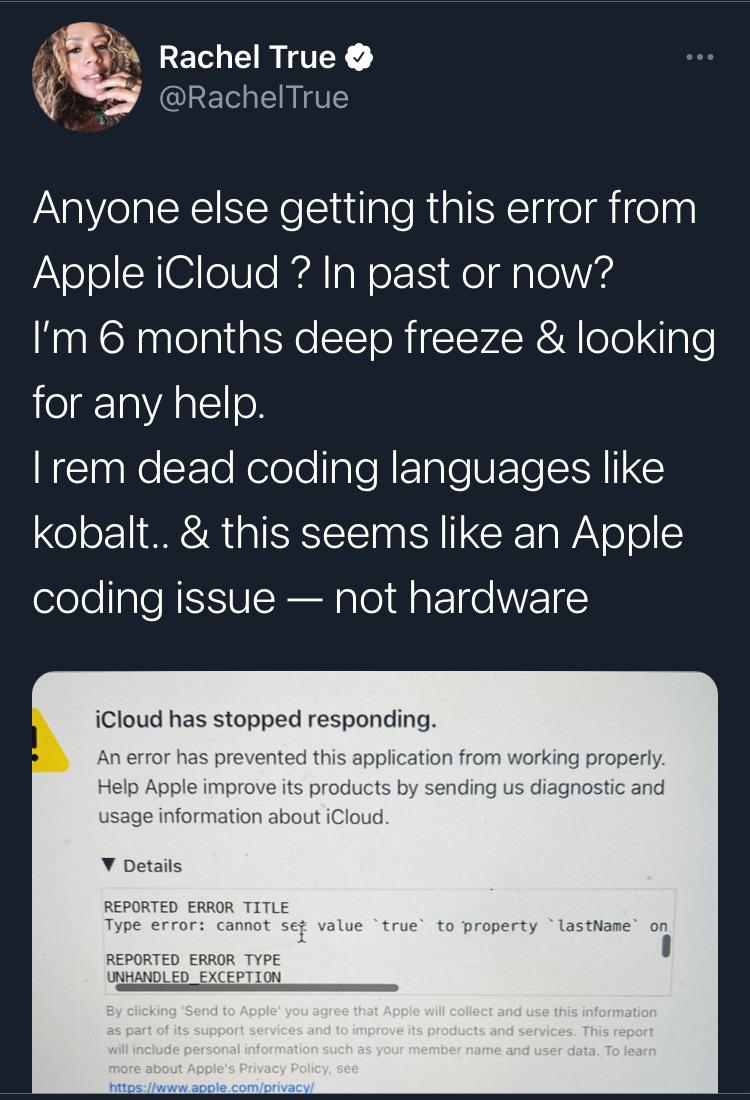 Rachel True
@RachelTrue
Anyone else getting this error from
Apple iCloud ? In past or now?
I'm 6 months deep freeze & looking
for any help.
I rem dead coding languages like
kobalt.. & this seems like an Apple
coding issue — not hardware
iCloud has stopped responding.
An error has prevented this application from working properly.
Help Apple improve its products by sending us diagnostic and
usage information about iCloud.
▼ Details
REPORTED ERROR TITLE
Type error: cannot set value `true` to property `lastName` on
REPORTED ERROR TYPE
UNHANDLED_EXCEPTION
By clicking 'Send to Apple' you agree that Apple will collect and use this information
as part of its support services and to improve its products and services. This report
will include personal information such as your member name and user data. To learn
more about Apple's Privacy Policy, see
https://www.apple.com/privacy/